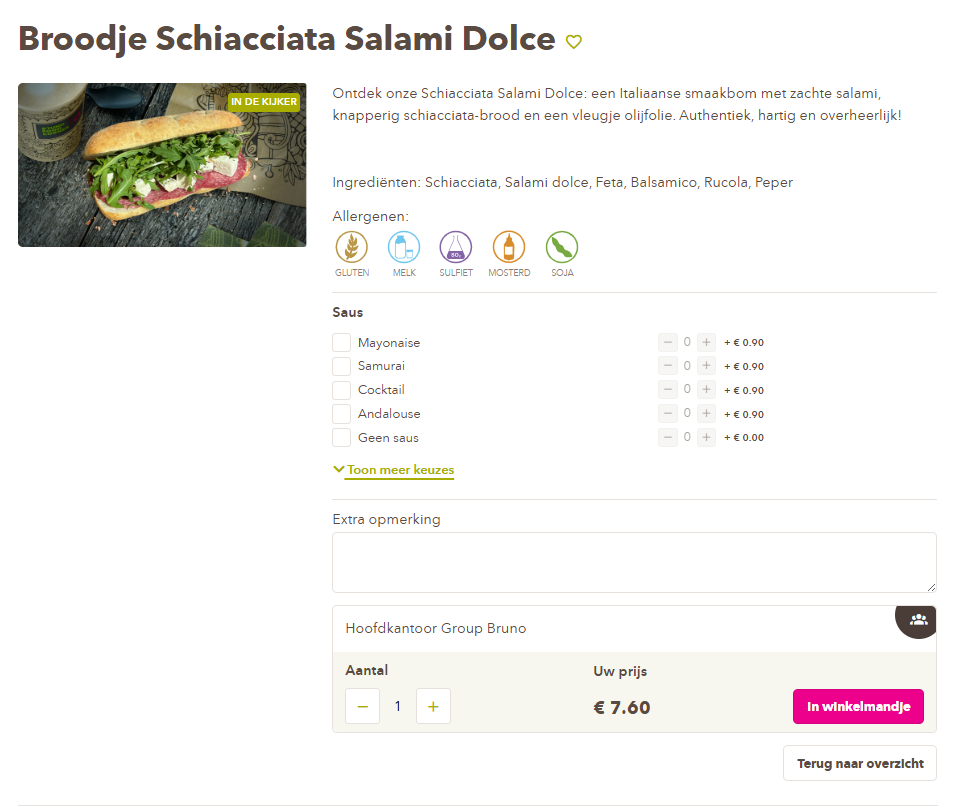 Broodje Schiacciata Salami Dolce
IN DE KIJKER
Ontdek onze Schiacciata Salami Dolce: een Italiaanse smaakbom met zachte salami,
knapperig schiacciata-brood en een vleugje olijfolie. Authentiek, hartig en overheerlijk!
Ingrediënten: Schiacciata, Salami dolce, Feta, Balsamico, Rucola, Peper
Allergenen:
GLUTEN MELK SULFIET MOSTERD SOJA
Saus
Mayonaise − 0 + + € 0.90
Samurai − 0 + + € 0.90
Cocktail − 0 + + € 0.90
Andalouse − 0 + + € 0.90
Geen saus − 0 + + € 0.00
Toon meer keuzes
Extra opmerking
Hoofdkantoor Group Bruno
Aantal Uw prijs
− 1 + € 7.60 In winkelmandje
Terug naar overzicht